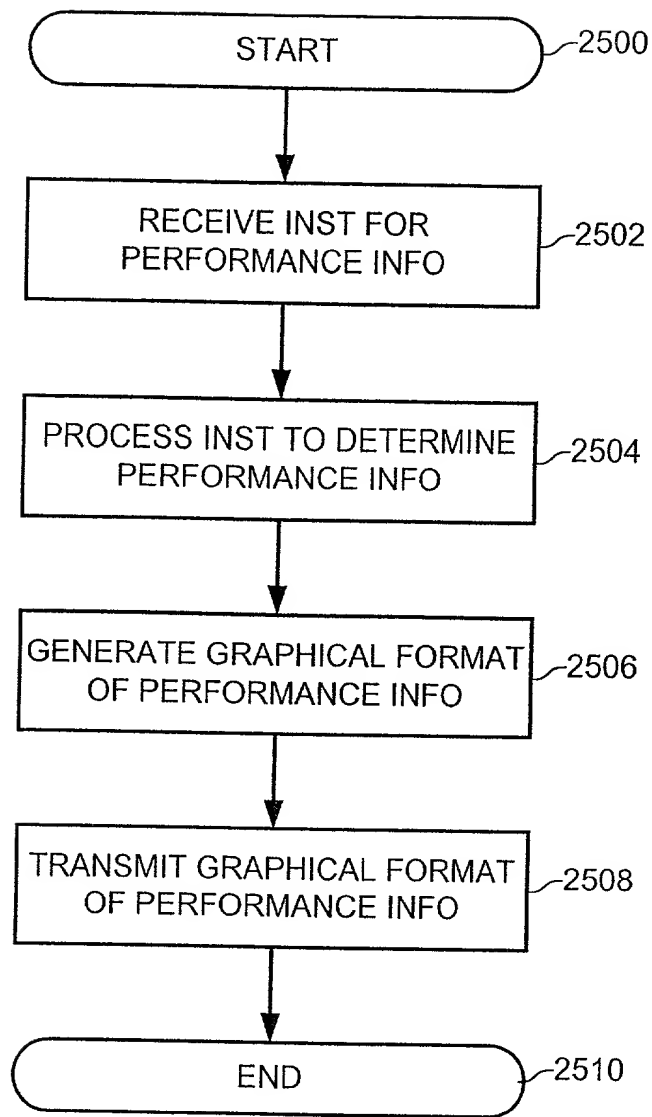 START
2500
RECEIVE INST FOR
PERFORMANCE INFO
2502
PROCESS INST TO DETERMINE
PERFORMANCE INFO
2504
GENERATE GRAPHICAL FORMAT
OF PERFORMANCE INFO
2506
TRANSMIT GRAPHICAL FORMAT
OF PERFORMANCE INFO
2508
END
2510